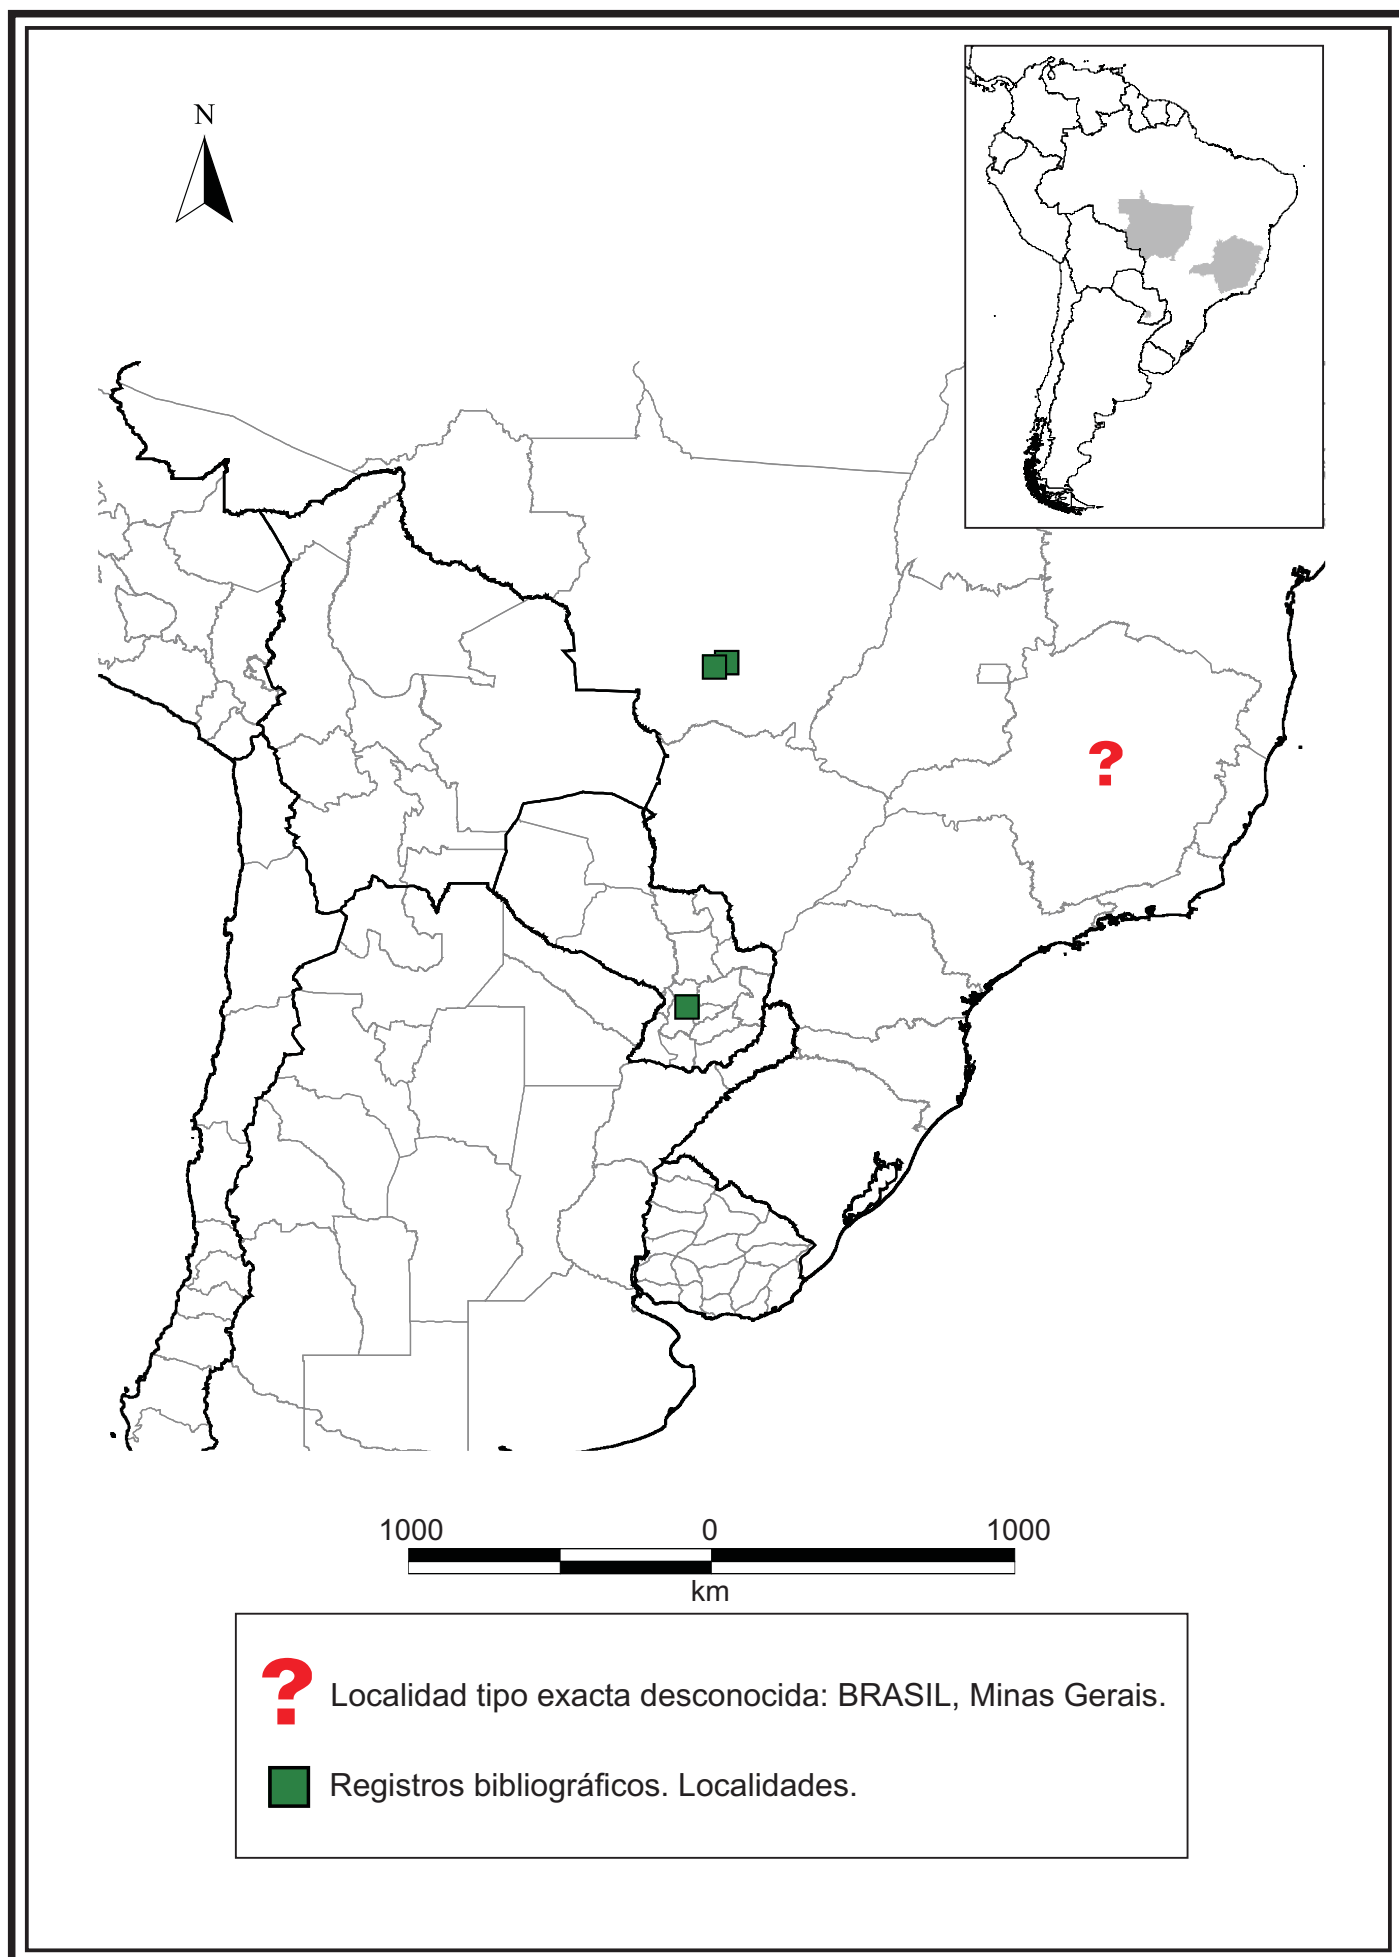 N
?
1000 0 1000
km
? Localidad tipo exacta desconocida: BRASIL, Minas Gerais.
Registros bibliográficos. Localidades.